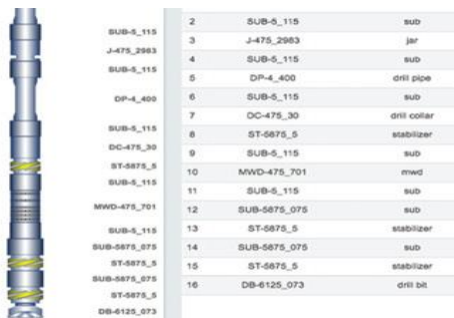 SUB-5_115
J-475_2983
SUB-5_115
DP-4_400
SUB-5_115
DC-475_30
ST-5875_5
SUB-5_115
MWD-475_701
SUB-5_115
SUB-5875_075
ST-5875_5
SUB-5875_075
ST-5875_5
DB-6125_073
2 SUB-5_115 sub
3 J-475_2983 jar
4 SUB-5_115 sub
5 DP-4_400 drill pipe
6 SUB-5_115 sub
7 DC-475_30 drill collar
8 ST-5875_5 stabilizer
9 SUB-5_115 sub
10 MWD-475_701 mwd
11 SUB-5_115 sub
12 SUB-5875_075 sub
13 ST-5875_5 stabilizer
14 SUB-5875_075 sub
15 ST-5875_5 stabilizer
16 DB-6125_073 drill bit